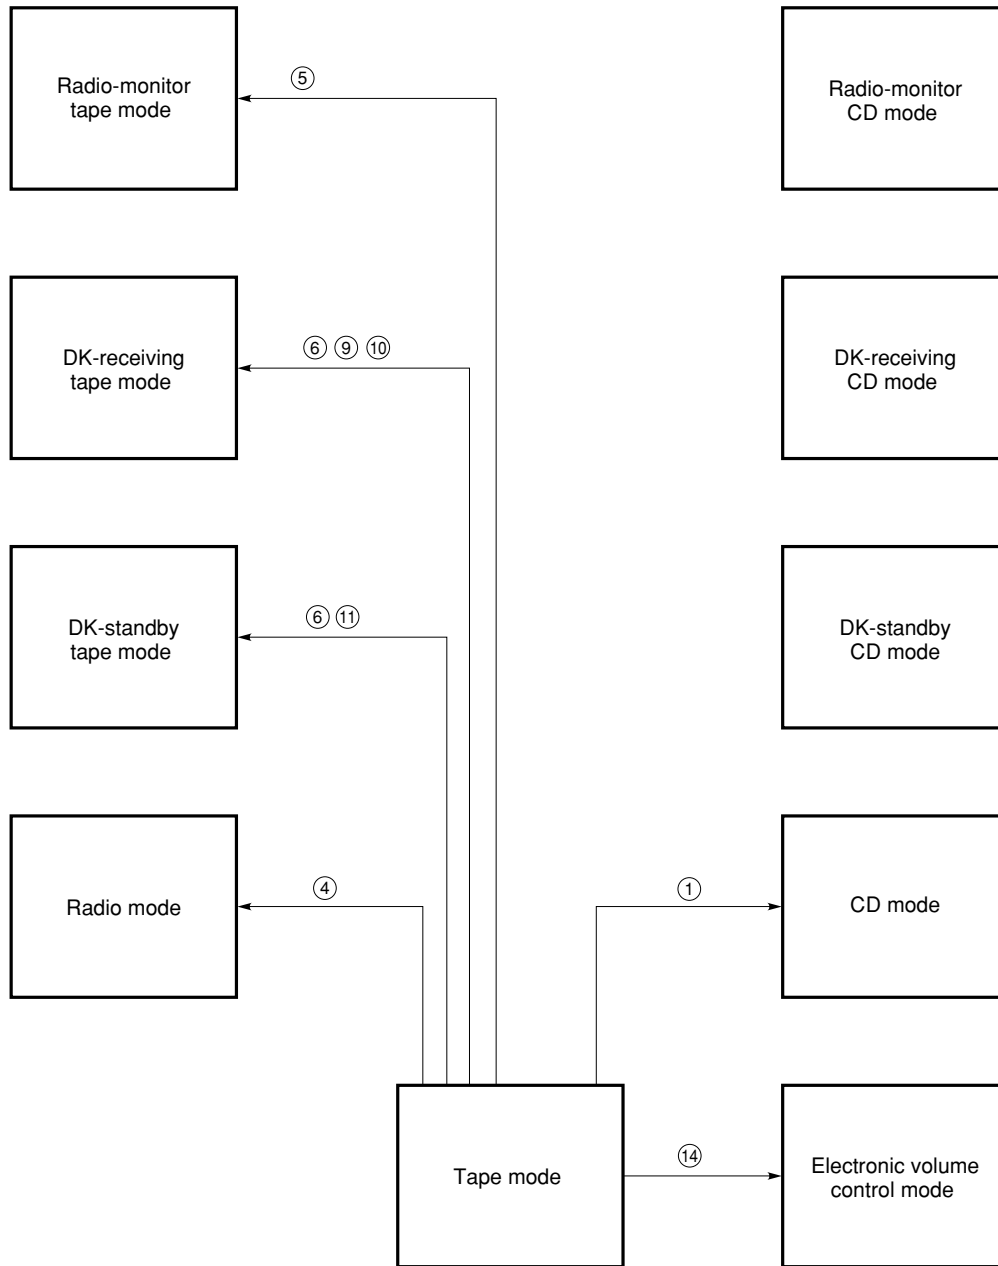 Radio-monitor
tape mode
⑤
Radio-monitor
CD mode
DK-receiving
tape mode
⑥ ⑨ ⑩
DK-receiving
CD mode
DK-standby
tape mode
⑥ ⑪
DK-standby
CD mode
Radio mode
④
①
CD mode
Tape mode
⑭
Electronic volume
control mode